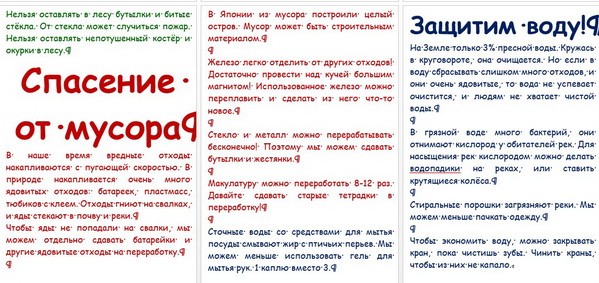 Нельзя оставлять в лесу бутылки и битые
стёкла. От стекла может случиться пожар.
Нельзя оставлять непотушенный костёр и
окурки в лесу.¶
Спасение
от мусора¶
В наше время вредные отходы
накапливаются с пугающей скоростью. В
природе накапливается очень много
ядовитых отходов: батареек, пластмасс,
тюбиков с клеем. Отходы гниют на свалках,
и яды стекают в почву и реки.¶
Чтобы яды не попадали на свалки, мы
можем отдельно сдавать батарейки и
другие ядовитые отходы на переработку.¶
¶
В Японии из мусора построили целый
остров. Мусор может быть строительным
материалом.¶
¶
Железо легко отделить от других отходов!
Достаточно провести над кучей большим
магнитом! Использованное железо можно
переплавить и сделать из него что-то
новое.¶
¶
Стекло и металл можно перерабатывать
бесконечно! Поэтому мы можем сдавать
бутылки и жестянки.¶
¶
Макулатуру можно переработать 8-12 раз.
Давайте сдавать старые тетрадки в
переработку!¶
¶
Сточные воды со средствами для мытья
посуды смывают жир с птичьих перьев. Мы
можем меньше использовать гель для
мытья рук. 1 каплю вместо 3.¶
Защитим воду!¶
На Земле только 3% пресной воды. Кружась
в круговороте, она очищается. Но если в
воду сбрасывать слишком много отходов, и
они очень ядовитые, то вода не успевает
очистится, и людям не хватает чистой
воды.¶
¶
В грязной воде много бактерий, они
отнимают кислород у обитателей рек. Для
насыщения рек кислородом можно делать
водопадики на реках, или ставить
крутящиеся колёса.¶
¶
Стиральные порошки загрязняют реки. Мы
можем меньше пачкать одежду.¶
¶
Чтобы экономить воду, можно закрывать
кран, пока чистишь зубы. Чинить краны,
чтобы из них не капало.